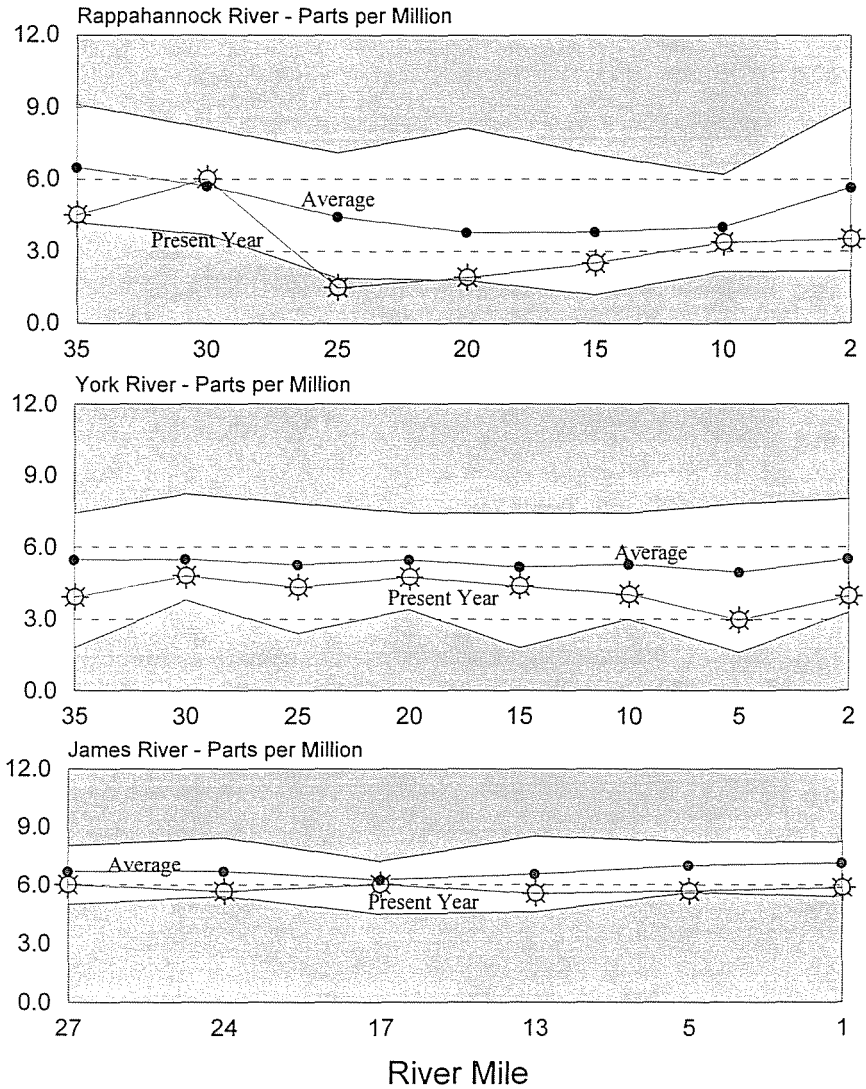 Rappahannock River - Parts per Million
12.0
9.0
6.0
3.0
0.0
Average
Present Year
35 30 25 20 15 10 2
York River - Parts per Million
12.0
9.0
6.0
3.0
0.0
Average
Present Year
35 30 25 20 15 10 5 2
James River - Parts per Million
12.0
9.0
6.0
3.0
0.0
Average
Present Year
27 24 17 13 5 1
River Mile